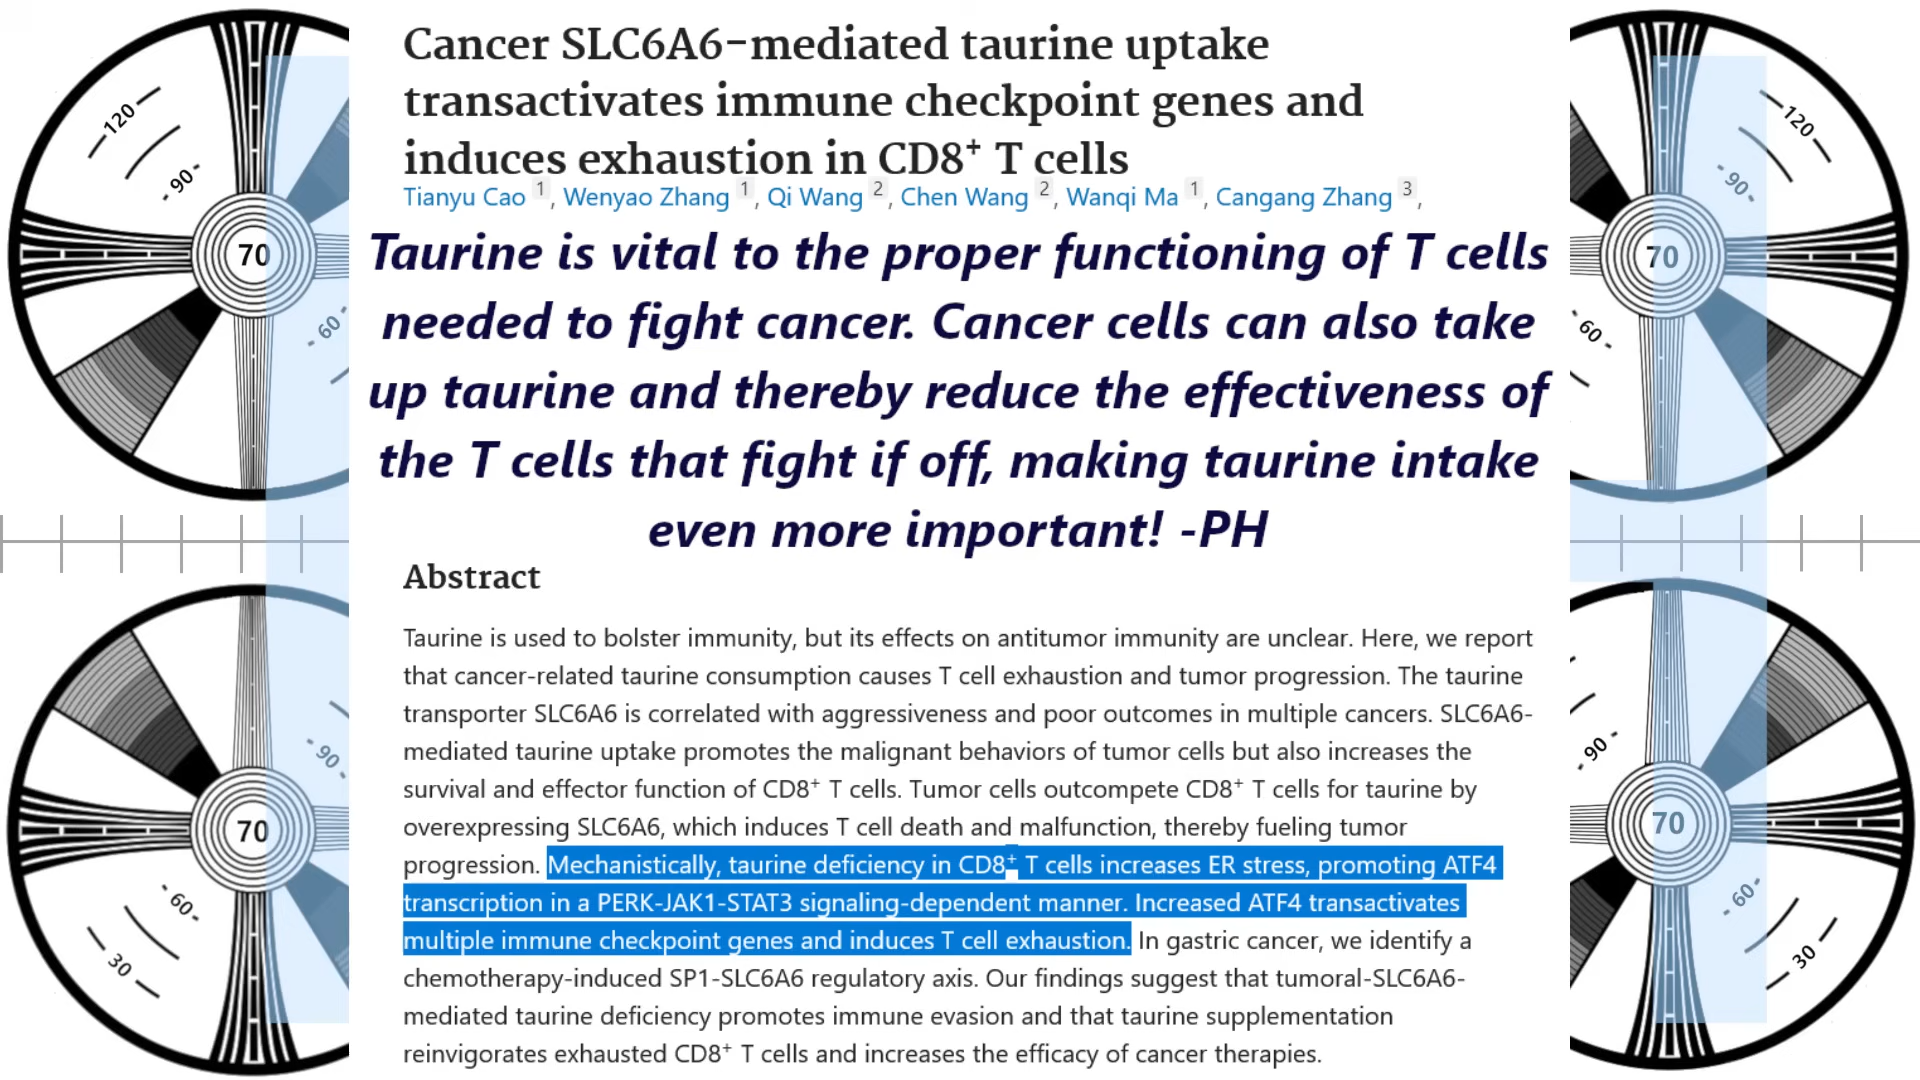 Cancer SLC6A6–mediated taurine uptake
transactivates immune checkpoint genes and
induces exhaustion in CD8⁺ T cells
Tianyu Cao 1, Wenyao Zhang 1, Qi Wang 2, Chen Wang 2, Wanqi Ma 1, Cangang Zhang 3,
Taurine is vital to the proper functioning of T cells
needed to fight cancer. Cancer cells can also take
up taurine and thereby reduce the effectiveness of
the T cells that fight if off, making taurine intake
even more important! -PH
Abstract
Taurine is used to bolster immunity, but its effects on antitumor immunity are unclear. Here, we report
that cancer-related taurine consumption causes T cell exhaustion and tumor progression. The taurine
transporter SLC6A6 is correlated with aggressiveness and poor outcomes in multiple cancers. SLC6A6-
mediated taurine uptake promotes the malignant behaviors of tumor cells but also increases the
survival and effector function of CD8⁺ T cells. Tumor cells outcompete CD8⁺ T cells for taurine by
overexpressing SLC6A6, which induces T cell death and malfunction, thereby fueling tumor
progression. Mechanistically, taurine deficiency in CD8⁺ T cells increases ER stress, promoting ATF4
transcription in a PERK-JAK1-STAT3 signaling-dependent manner. Increased ATF4 transactivates
multiple immune checkpoint genes and induces T cell exhaustion. In gastric cancer, we identify a
chemotherapy-induced SP1-SLC6A6 regulatory axis. Our findings suggest that tumoral-SLC6A6-
mediated taurine deficiency promotes immune evasion and that taurine supplementation
reinvigorates exhausted CD8⁺ T cells and increases the efficacy of cancer therapies.
120
- 90 -
70
- 60 -
120
- 90 -
70
60 -
- 90 -
70
- 60 -
30
- 90 -
70
- 60 -
30